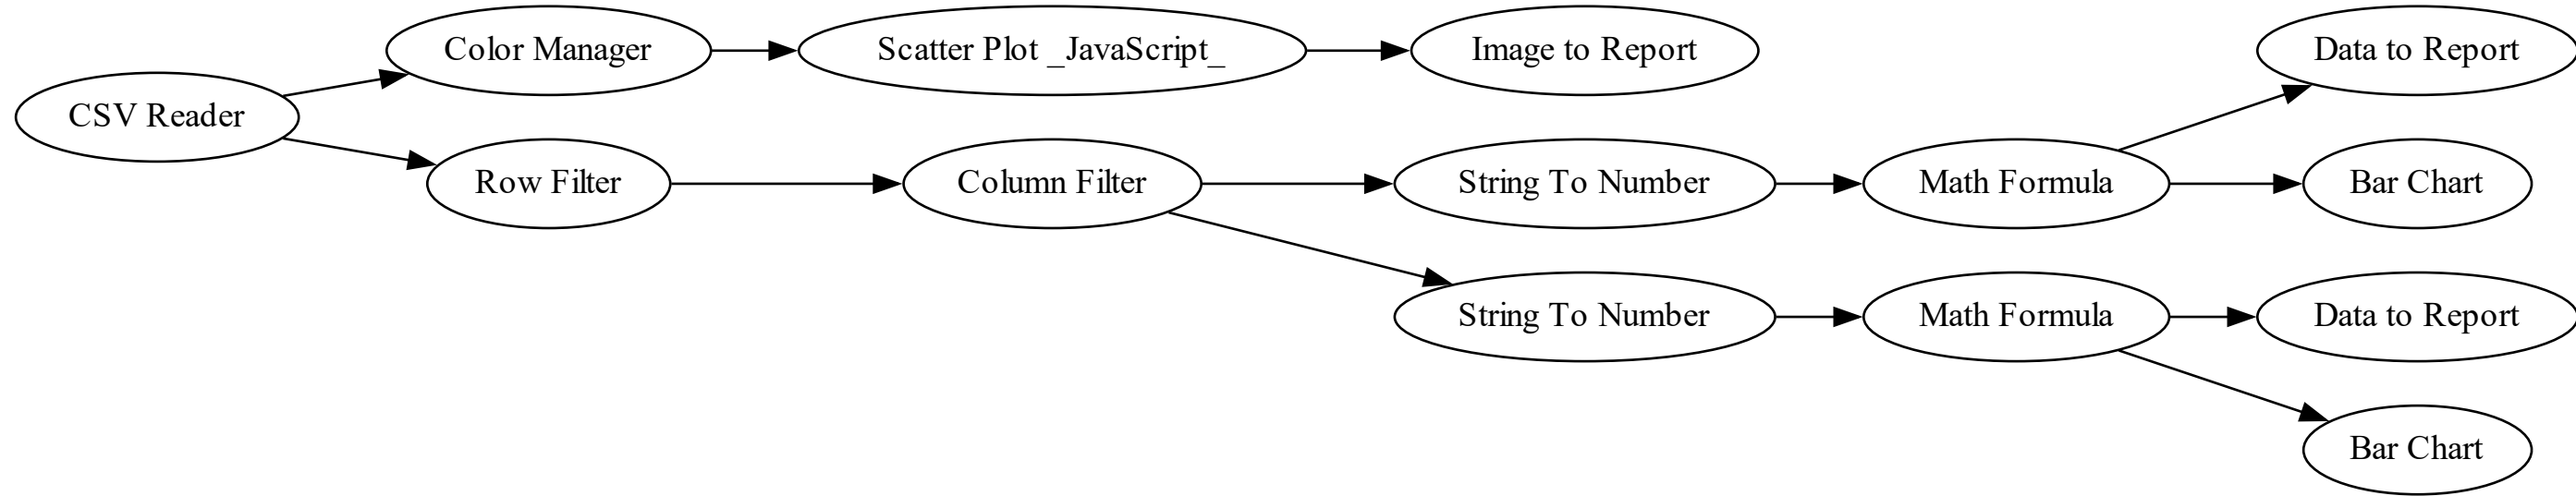 Color Manager
Scatter Plot _JavaScript_
Image to Report
Data to Report
CSV Reader
Row Filter
Column Filter
String To Number
Math Formula
Bar Chart
String To Number
Math Formula
Data to Report
Bar Chart